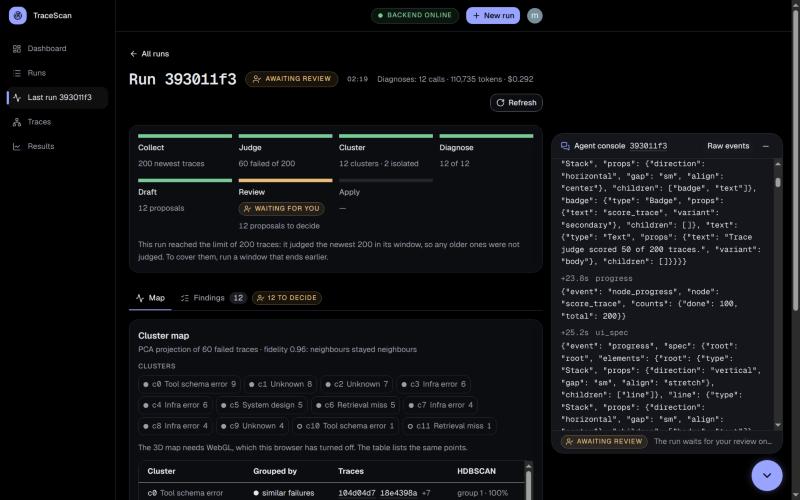 TraceScan
BACKEND ONLINE
+ New run
m
Dashboard
Runs
Last run 393011f3
Traces
Results
← All runs
Run 393011f3
AWAITING REVIEW
02:19
Diagnoses: 12 calls · 110,735 tokens · $0.292
Refresh
Collect
200 newest traces
Judge
60 failed of 200
Cluster
12 clusters · 2 isolated
Diagnose
12 of 12
Draft
12 proposals
Review
WAITING FOR YOU
12 proposals to decide
Apply
—
This run reached the limit of 200 traces: it judged the newest 200 in its window, so any older ones were not
judged. To cover them, run a window that ends earlier.
Map
Findings 12
12 TO DECIDE
Cluster map
PCA projection of 60 failed traces · fidelity 0.96: neighbours stayed neighbours
CLUSTERS
c0 Tool schema error 9
c1 Unknown 8
c2 Unknown 7
c3 Infra error 6
c4 Infra error 6
c5 System design 5
c6 Retrieval miss 5
c7 Infra error 4
c8 Infra error 4
c9 Unknown 4
c10 Tool schema error 1
c11 Retrieval miss 1
The 3D map needs WebGL, which this browser has turned off. The table lists the same points.
Cluster Grouped by Traces HDBSCAN
c0 Tool schema error similar failures 104d04d7 18e4398a +7 group 1 · 100%
Agent console 393011f3
Raw events
"Stack", "props": {"direction":
"horizontal", "gap": "sm", "align":
"center"}, "children": ["badge", "text"]},
"badge": {"type": "Badge", "props":
{"text": "score_trace", "variant":
"secondary"}, "children": []}, "text":
{"type": "Text", "props": {"text": "Trace
judge scored 50 of 200 traces.", "variant":
"body"}, "children": []}}}}
+23.8s progress
{"event": "node_progress", "node":
"score_trace", "counts": {"done": 100,
"total": 200}}
+25.2s ui_spec
{"event": "progress", "spec": {"root":
"root", "elements": {"root": {"type":
"Stack", "props": {"direction": "vertical",
"gap": "sm", "align": "stretch"},
"children": ["line"]}, "line": {"type":
"Stack", "props": {"direction":
"horizontal", "gap": "sm", "align":
AWAITING REVIEW
The run waits for your review on...